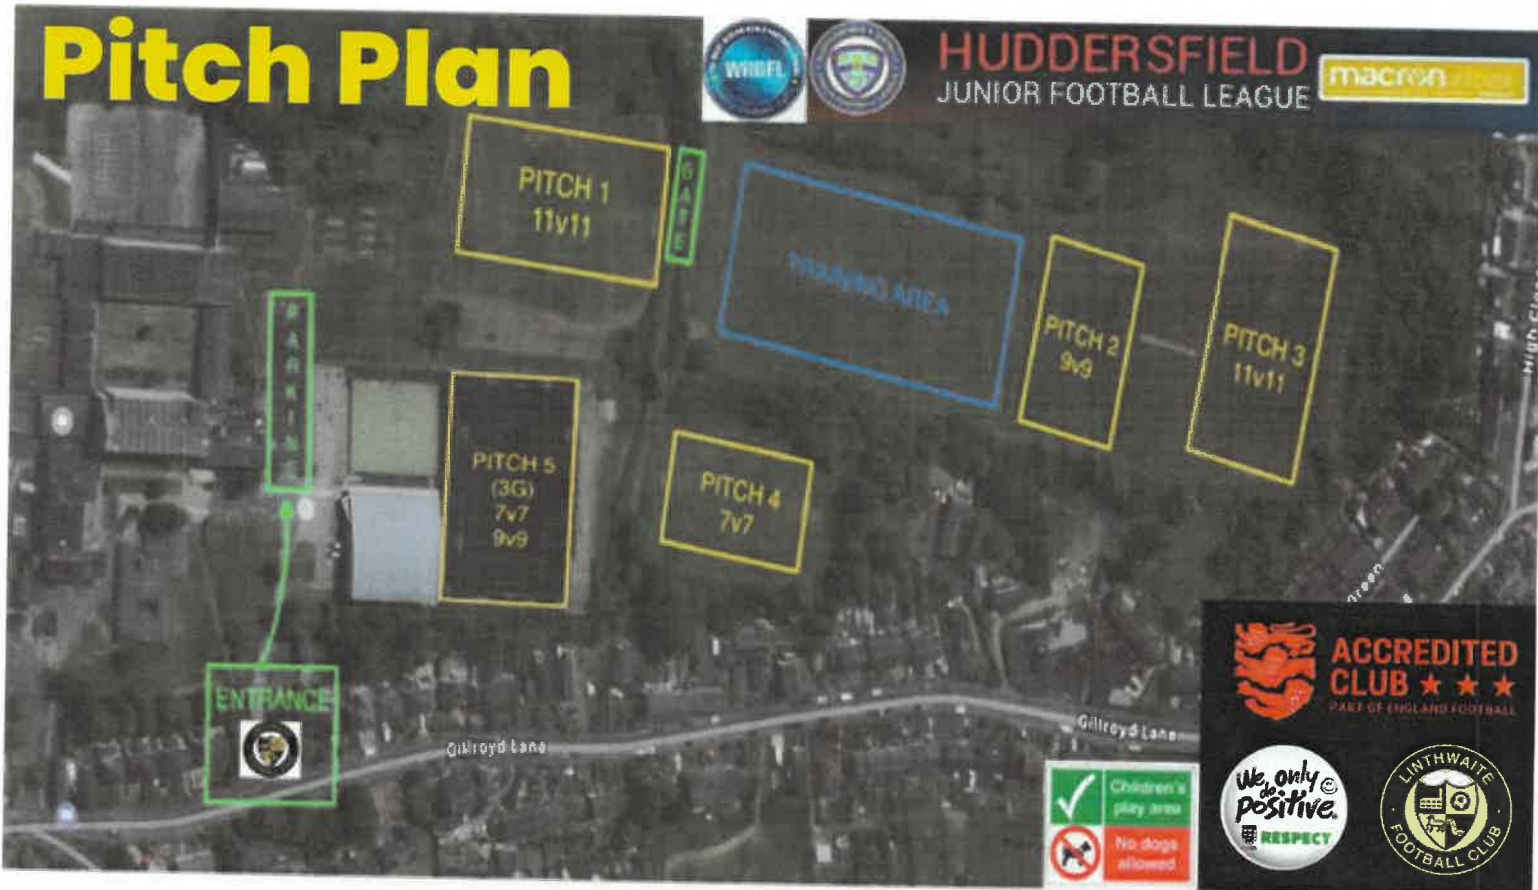 Pitch Plan
HUDDERSFIELD
JUNIOR FOOTBALL LEAGUE
macron
PITCH 1
11v11
GATE
TRAINING AREA
PITCH 2
9v9
PITCH 3
11v11
PARKING
PITCH 5
(3G)
7v7
9v9
PITCH 4
7v7
ENTRANCE
Gillroyd Lane
Gillroyd Lane
Green
ACCREDITED
CLUB ★ ★ ★
PART OF ENGLAND FOOTBALL
We only
do
positive.
RESPECT
LINTHWAITE
FOOTBALL CLUB
Children's
play area
No dogs
allowed